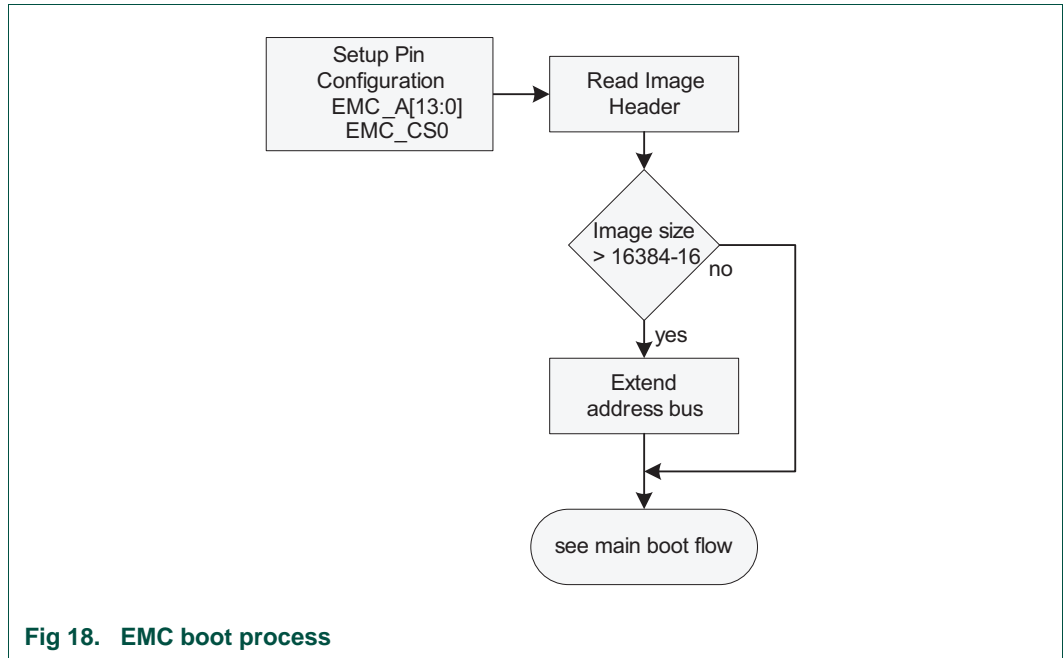 Setup Pin
Configuration
EMC_A[13:0]
EMC_CS0
Read Image
Header
Image size
> 16384-16
no
yes
Extend
address bus
see main boot flow
Fig 18. EMC boot process